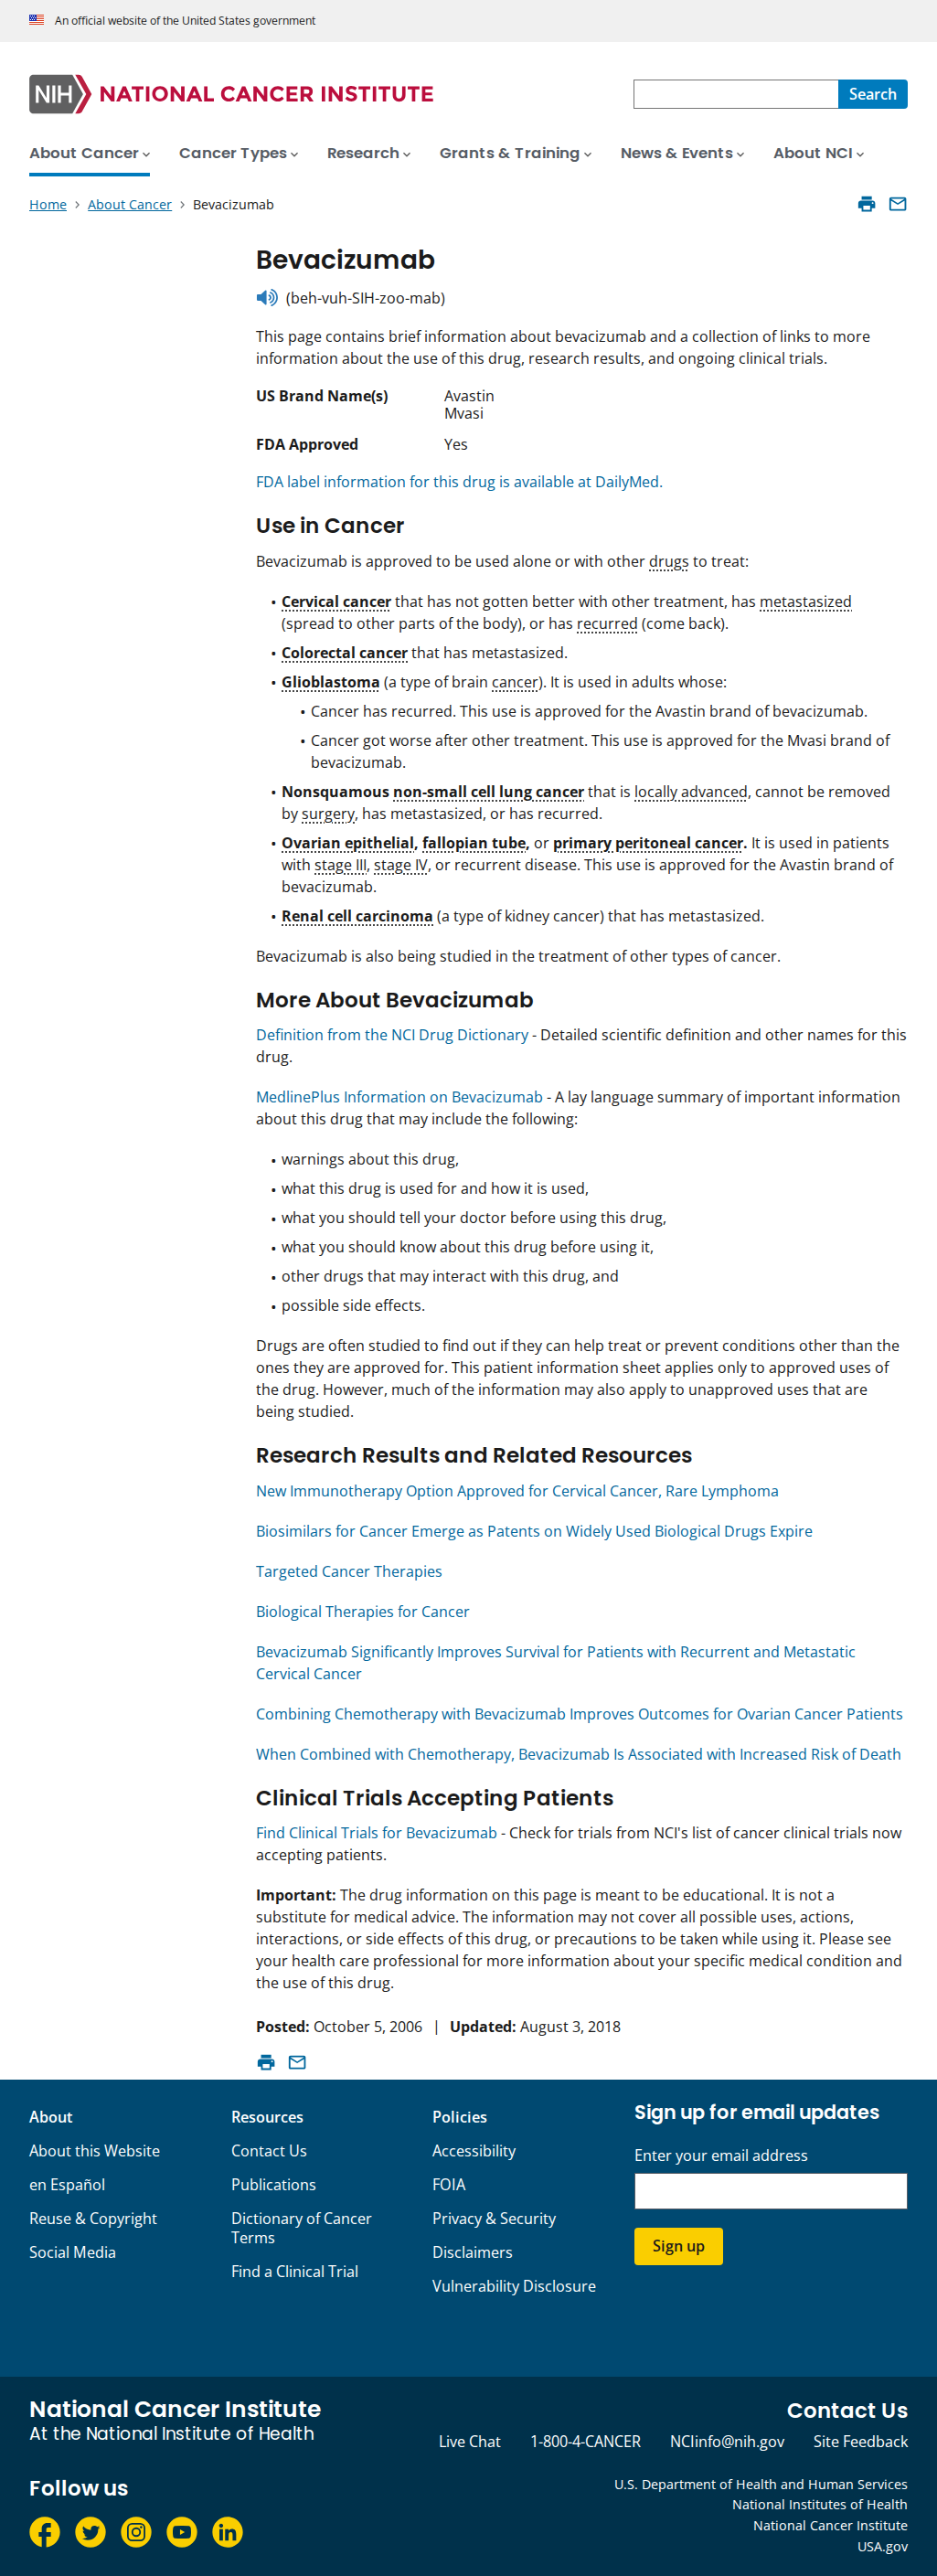 An official website of the United States government
NIH NATIONAL CANCER INSTITUTE
Search
About Cancer Cancer Types Research Grants & Training News & Events About NCI
Home > About Cancer > Bevacizumab
Bevacizumab
(beh-vuh-SIH-zoo-mab)
This page contains brief information about bevacizumab and a collection of links to more
information about the use of this drug, research results, and ongoing clinical trials.
US Brand Name(s) Avastin
Mvasi
FDA Approved Yes
FDA label information for this drug is available at DailyMed.
Use in Cancer
Bevacizumab is approved to be used alone or with other drugs to treat:
• Cervical cancer that has not gotten better with other treatment, has metastasized
(spread to other parts of the body), or has recurred (come back).
• Colorectal cancer that has metastasized.
• Glioblastoma (a type of brain cancer). It is used in adults whose:
• Cancer has recurred. This use is approved for the Avastin brand of bevacizumab.
• Cancer got worse after other treatment. This use is approved for the Mvasi brand of
bevacizumab.
• Nonsquamous non-small cell lung cancer that is locally advanced, cannot be removed
by surgery, has metastasized, or has recurred.
• Ovarian epithelial, fallopian tube, or primary peritoneal cancer. It is used in patients
with stage III, stage IV, or recurrent disease. This use is approved for the Avastin brand of
bevacizumab.
• Renal cell carcinoma (a type of kidney cancer) that has metastasized.
Bevacizumab is also being studied in the treatment of other types of cancer.
More About Bevacizumab
Definition from the NCI Drug Dictionary - Detailed scientific definition and other names for this
drug.
MedlinePlus Information on Bevacizumab - A lay language summary of important information
about this drug that may include the following:
• warnings about this drug,
• what this drug is used for and how it is used,
• what you should tell your doctor before using this drug,
• what you should know about this drug before using it,
• other drugs that may interact with this drug, and
• possible side effects.
Drugs are often studied to find out if they can help treat or prevent conditions other than the
ones they are approved for. This patient information sheet applies only to approved uses of
the drug. However, much of the information may also apply to unapproved uses that are
being studied.
Research Results and Related Resources
New Immunotherapy Option Approved for Cervical Cancer, Rare Lymphoma
Biosimilars for Cancer Emerge as Patents on Widely Used Biological Drugs Expire
Targeted Cancer Therapies
Biological Therapies for Cancer
Bevacizumab Significantly Improves Survival for Patients with Recurrent and Metastatic
Cervical Cancer
Combining Chemotherapy with Bevacizumab Improves Outcomes for Ovarian Cancer Patients
When Combined with Chemotherapy, Bevacizumab Is Associated with Increased Risk of Death
Clinical Trials Accepting Patients
Find Clinical Trials for Bevacizumab - Check for trials from NCI's list of cancer clinical trials now
accepting patients.
Important: The drug information on this page is meant to be educational. It is not a
substitute for medical advice. The information may not cover all possible uses, actions,
interactions, or side effects of this drug, or precautions to be taken while using it. Please see
your health care professional for more information about your specific medical condition and
the use of this drug.
Posted: October 5, 2006 | Updated: August 3, 2018
About
About this Website
en Español
Reuse & Copyright
Social Media
Resources
Contact Us
Publications
Dictionary of Cancer
Terms
Find a Clinical Trial
Policies
Accessibility
FOIA
Privacy & Security
Disclaimers
Vulnerability Disclosure
Sign up for email updates
Enter your email address
Sign up
National Cancer Institute
At the National Institute of Health
Contact Us
Live Chat 1-800-4-CANCER NCIinfo@nih.gov Site Feedback
Follow us
U.S. Department of Health and Human Services
National Institutes of Health
National Cancer Institute
USA.gov